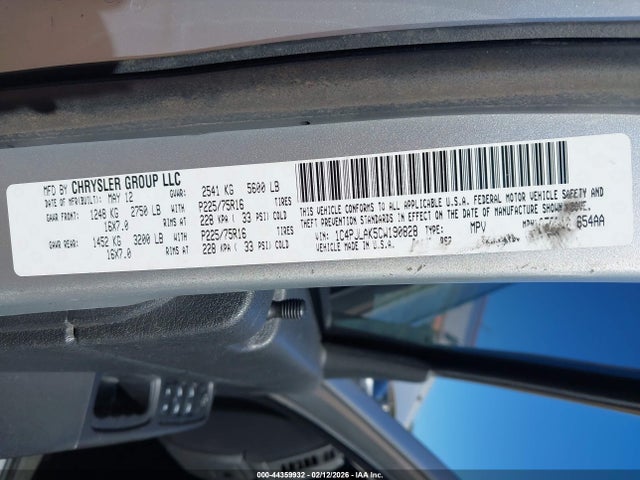 MFD BY CHRYSLER GROUP LLC
DATE OF MFR(BUILT): MAY 12 GVWR: 2541 KG 5600 LB
GAWR FRONT: 1248 KG 2750 LB WITH P225/75R16 TIRES
16X7.0 RIMS AT 228 KPA ( 33 PSI) COLD
GAWR REAR: 1452 KG 3200 LB WITH P225/75R16 TIRES
16X7.0 RIMS AT 228 KPA ( 33 PSI) COLD
THIS VEHICLE CONFORMS TO ALL APPLICABLE U.S.A. FEDERAL MOTOR VEHICLE SAFETY AND
THEFT PREVENTION STANDARDS IN EFFECT ON THE DATE OF MANUFACTURE SHOWN ABOVE.
VIN: TYPE: MPV 654AA
VEHICLE MADE IN U.S.A.
000-44359932 - 02/12/2026 - IAA Inc.